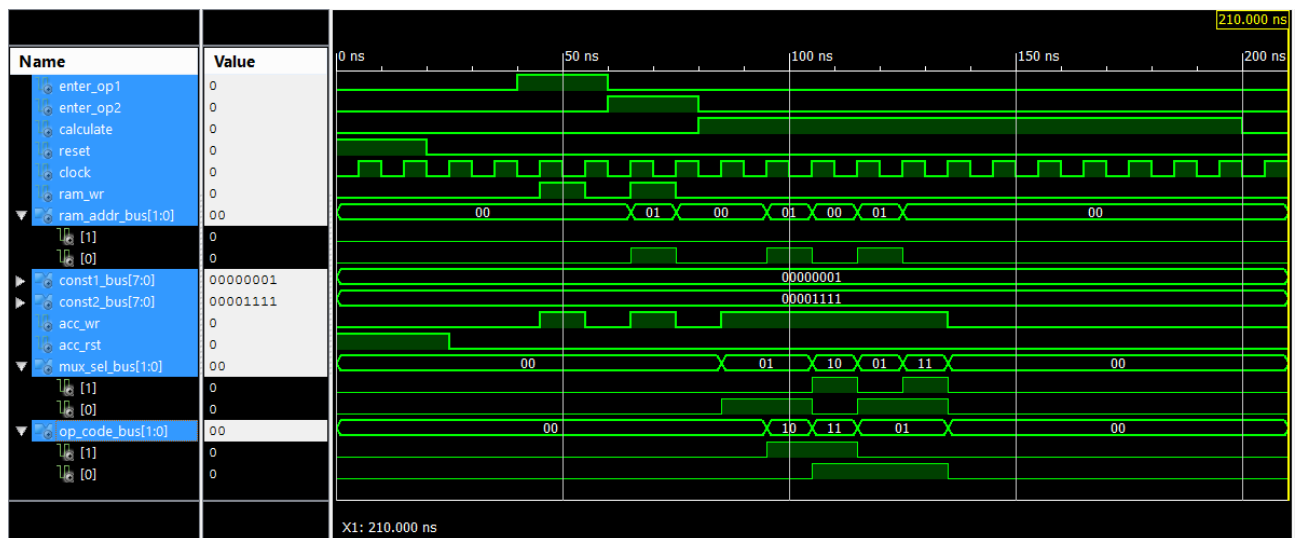 210.000 ns
Name Value 0 ns 50 ns 100 ns 150 ns 200 ns
enter_op1 0
enter_op2 0
calculate 0
reset 0
clock 0
ram_wr 0
ram_addr_bus[1:0] 00 00 01 00 01 00 01 00
[1] 0
[0] 0
const1_bus[7:0] 00000001 00000001
const2_bus[7:0] 00001111 00001111
acc_wr 0
acc_rst 0
mux_sel_bus[1:0] 00 00 01 10 01 11 00
[1] 0
[0] 0
op_code_bus[1:0] 00 00 10 11 01 00
[1] 0
[0] 0
X1: 210.000 ns